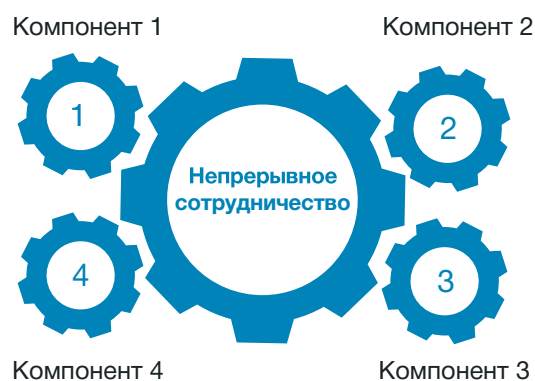 Компонент 1
Компонент 2
1
2
Непрерывное
сотрудничество
4
3
Компонент 4
Компонент 3